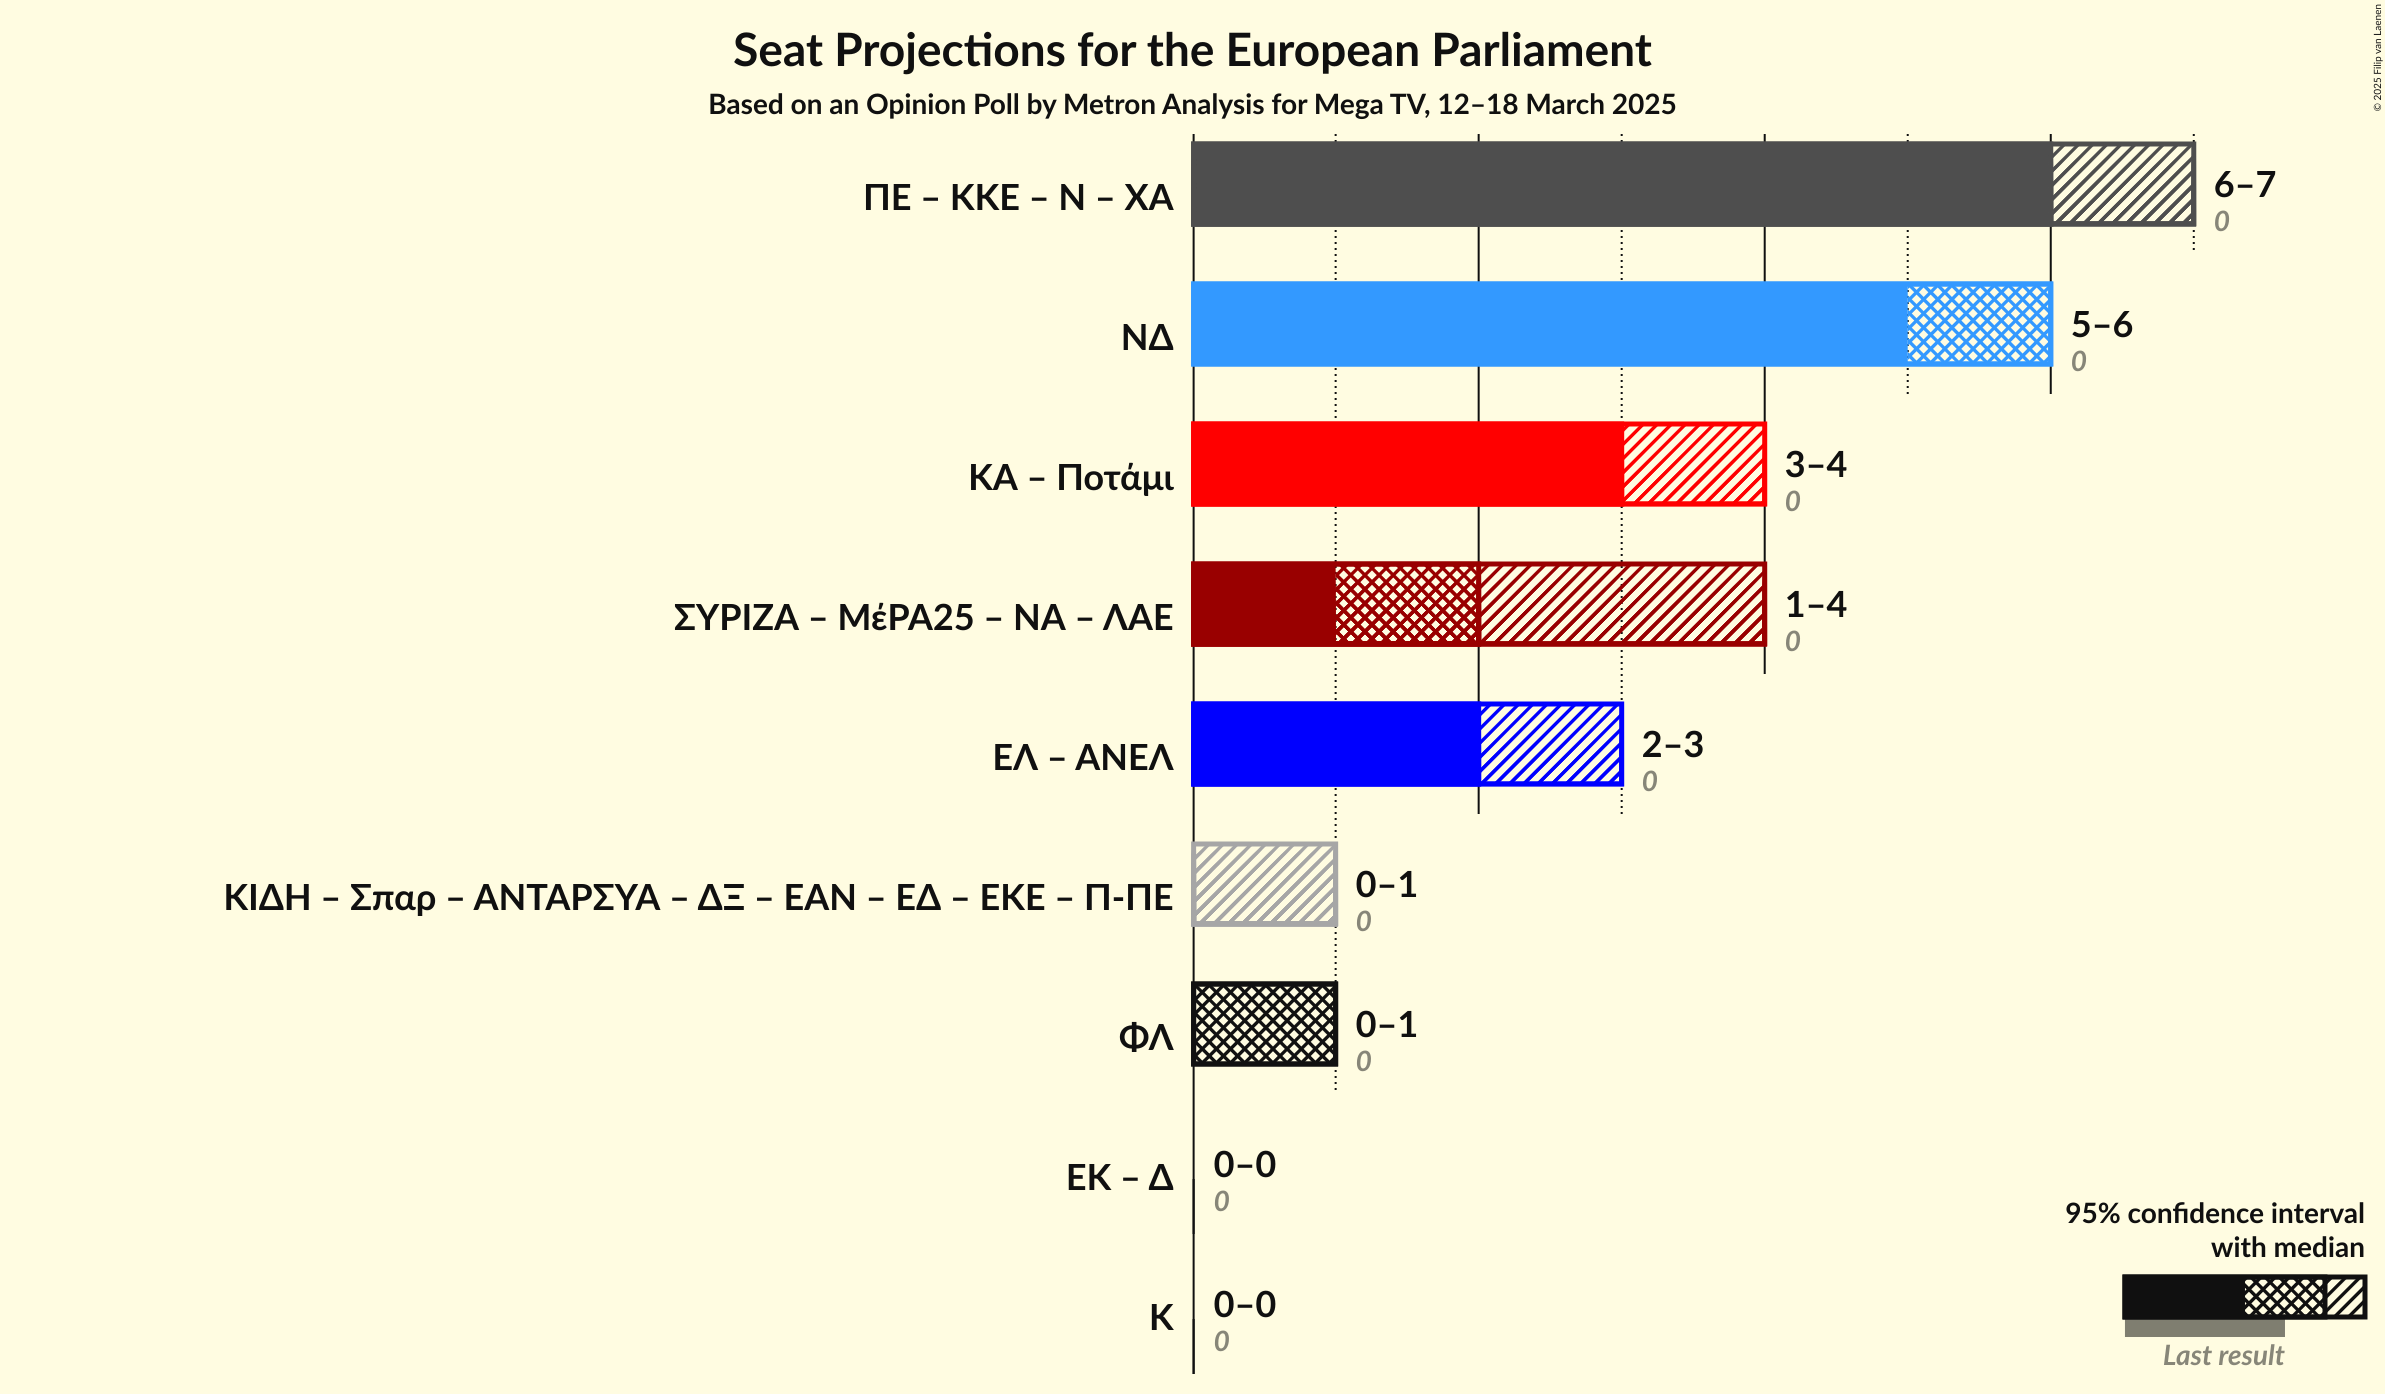 Seat Projections for the European Parliament
Based on an Opinion Poll by Metron Analysis for Mega TV, 12–18 March 2025
© 2025 Filip van Laenen
ΠΕ – ΚΚΕ – Ν – ΧΑ
6–7
0
ΝΔ
5–6
0
ΚΑ – Ποτάμι
3–4
0
ΣΥΡΙΖΑ – ΜέΡΑ25 – ΝΑ – ΛΑΕ
1–4
0
ΕΛ – ΑΝΕΛ
2–3
0
ΚΙΔΗ – Σπαρ – ΑΝΤΑΡΣΥΑ – ΔΞ – ΕΑΝ – ΕΔ – ΕΚΕ – Π-ΠΕ
0–1
0
ΦΛ
0–1
0
ΕΚ – Δ
0–0
0
Κ
0–0
0
95% confidence interval
with median
Last result